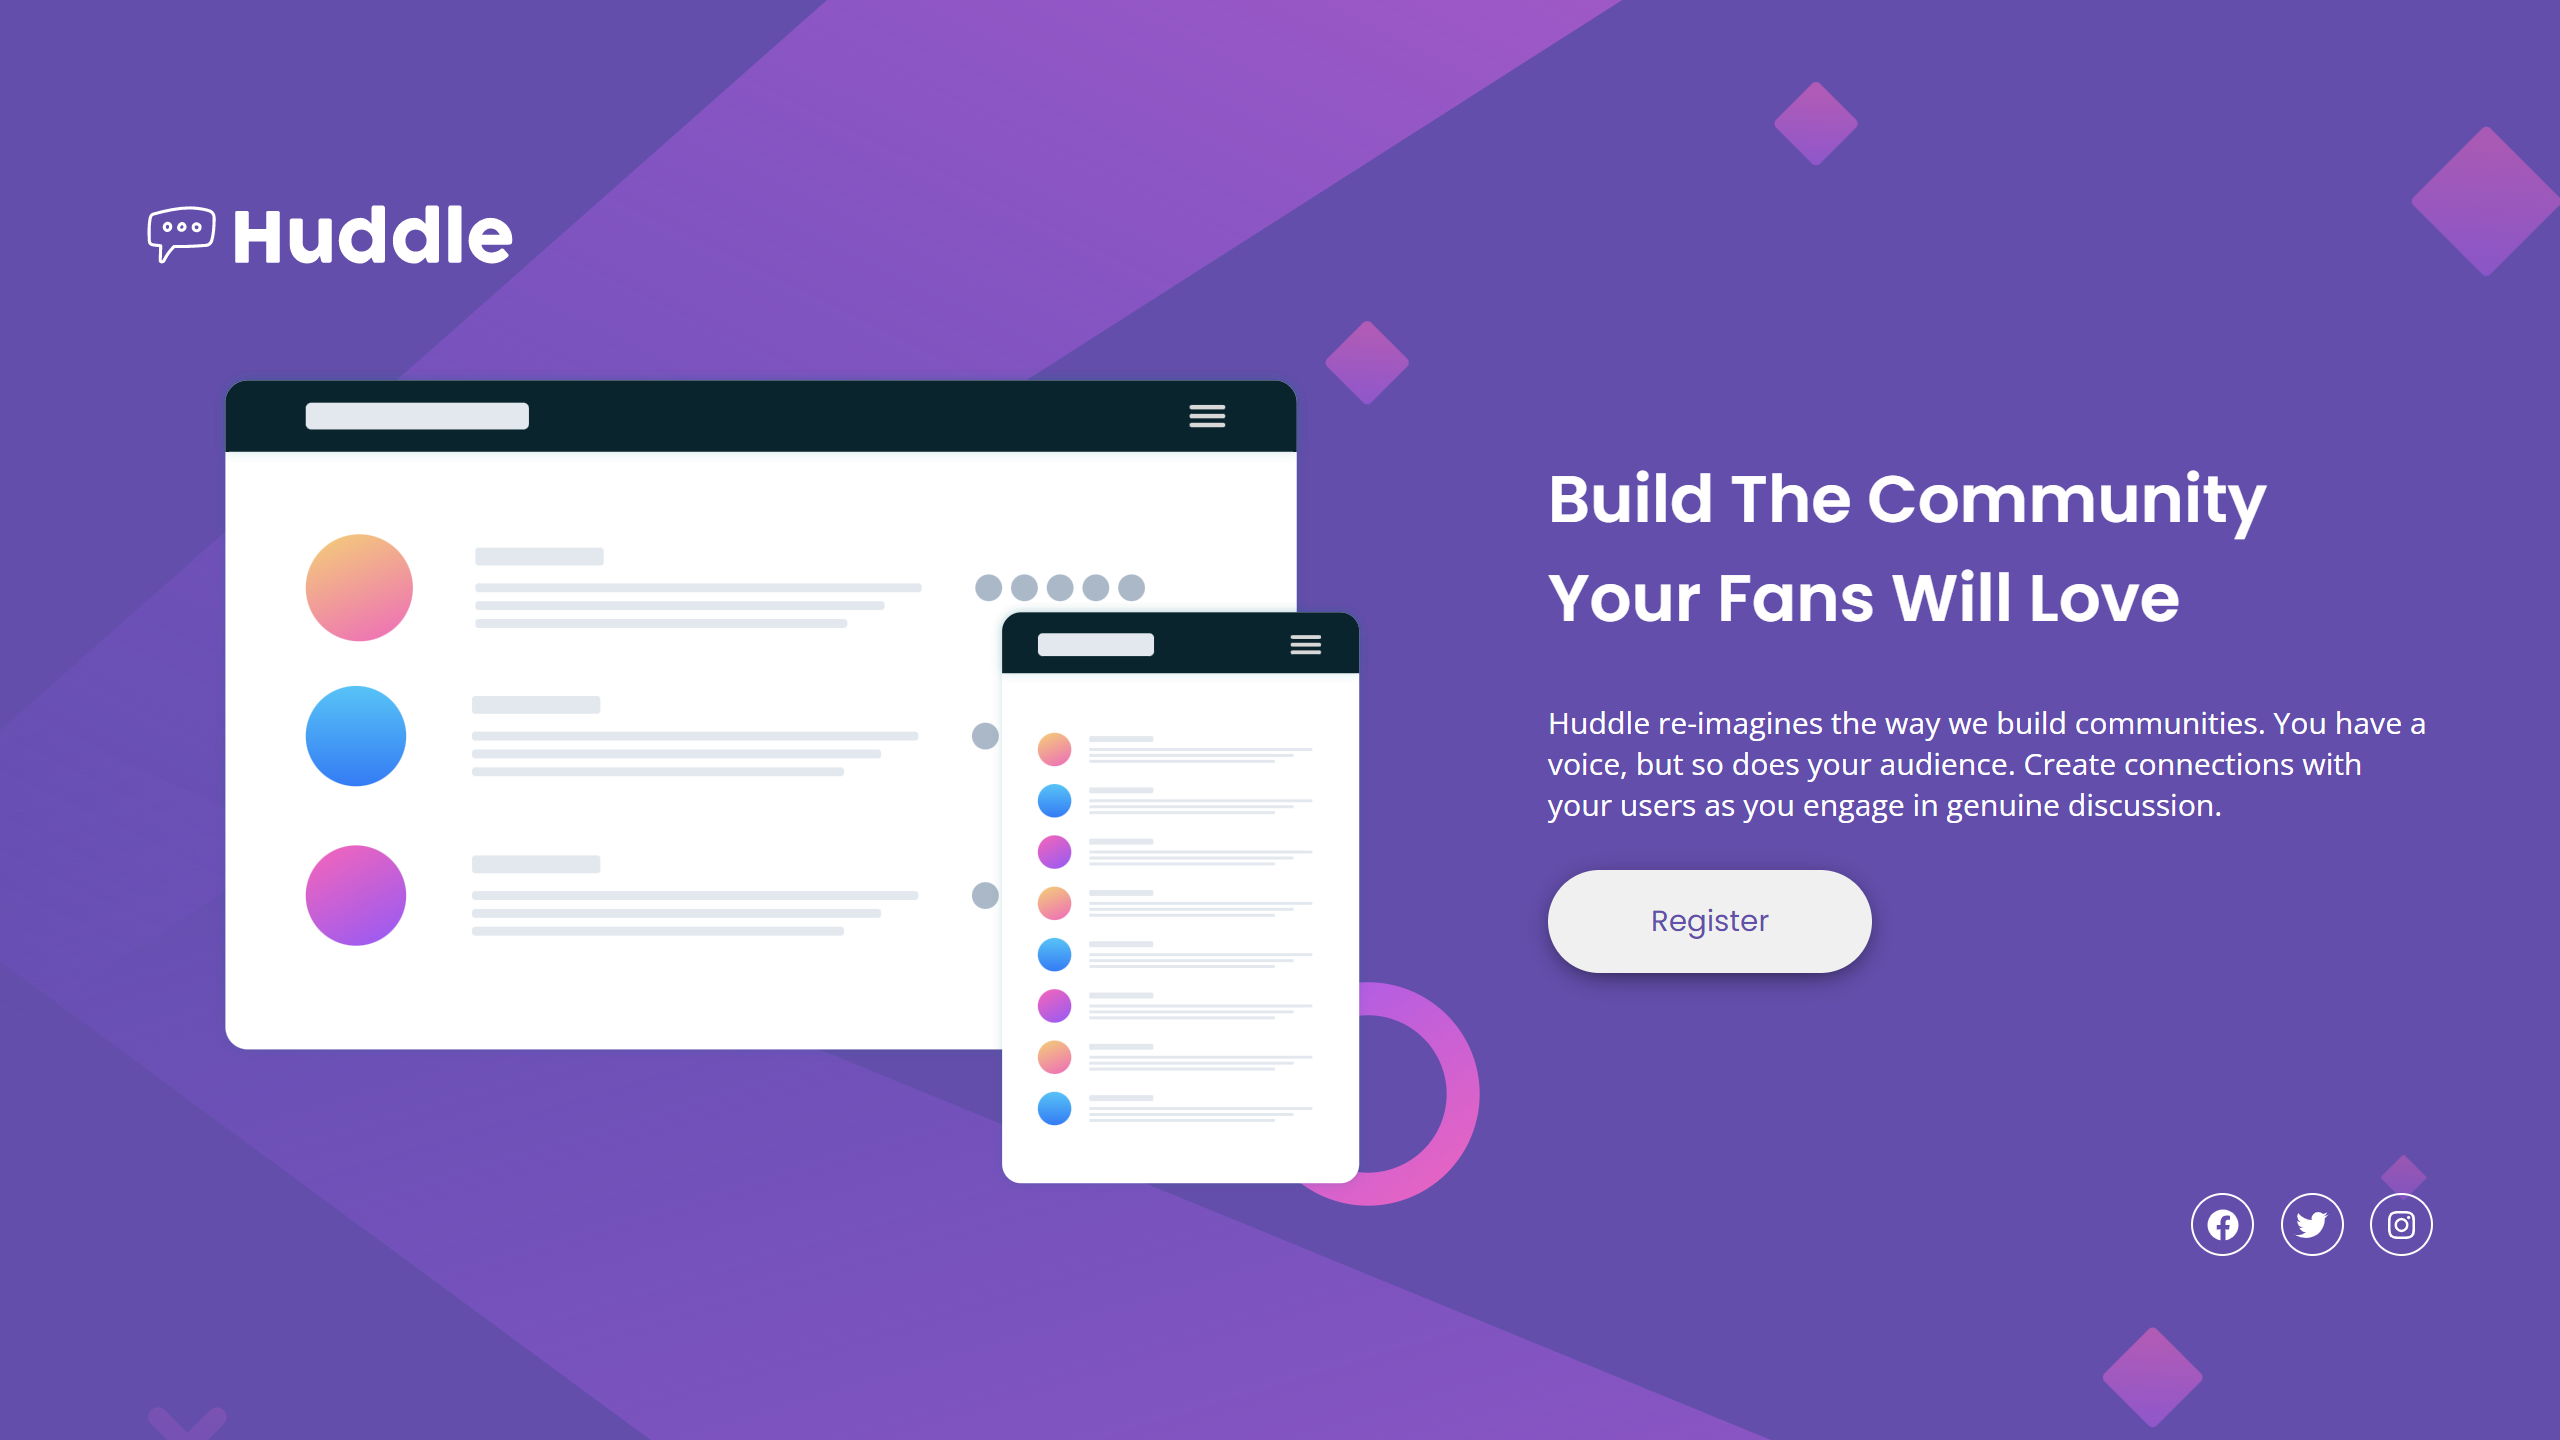 Huddle
Build The Community
Your Fans Will Love
Huddle re-imagines the way we build communities. You have a
voice, but so does your audience. Create connections with
your users as you engage in genuine discussion.
Register